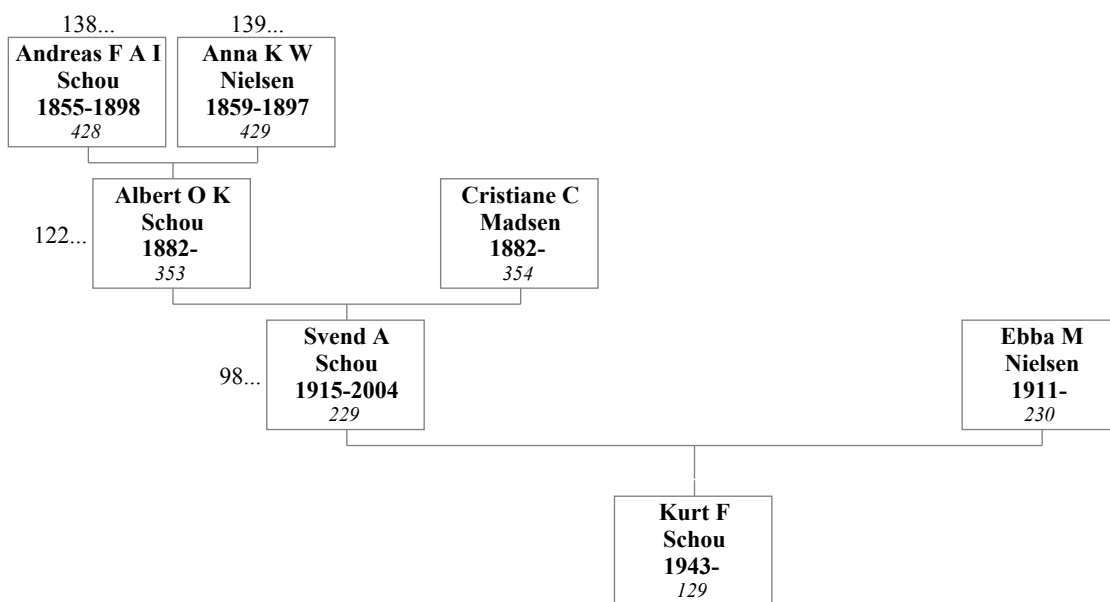 138...
139...
Andreas F A I
Schou
1855-1898
428
Anna K W
Nielsen
1859-1897
429
122...
Albert O K
Schou
1882-
353
Cristiane C
Madsen
1882-
354
98...
Svend A
Schou
1915-2004
229
Ebba M
Nielsen
1911-
230
Kurt F
Schou
1943-
129